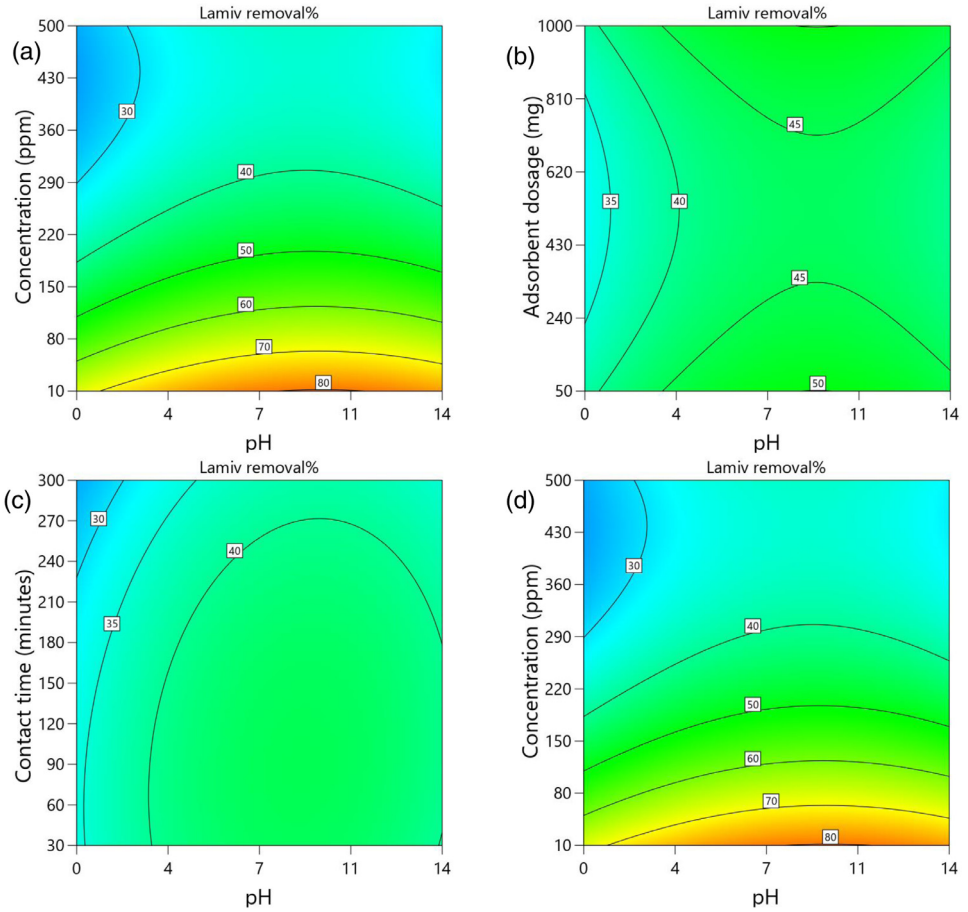 Lamiv removal%
(a)
500
430
360
290
220
150
80
10
Concentration (ppm)
30
40
50
60
70
80
0 4 7 11 14
pH
Lamiv removal%
(b)
1000
810
620
430
240
50
Adsorbent dosage (mg)
45
35
40
45
50
0 4 7 11 14
pH
Lamiv removal%
(c)
300
270
240
210
180
150
120
90
60
30
Contact time (minutes)
30
40
35
0 4 7 11 14
pH
Lamiv removal%
(d)
500
430
360
290
220
150
80
10
Concentration (ppm)
30
40
50
60
70
80
0 4 7 11 14
pH